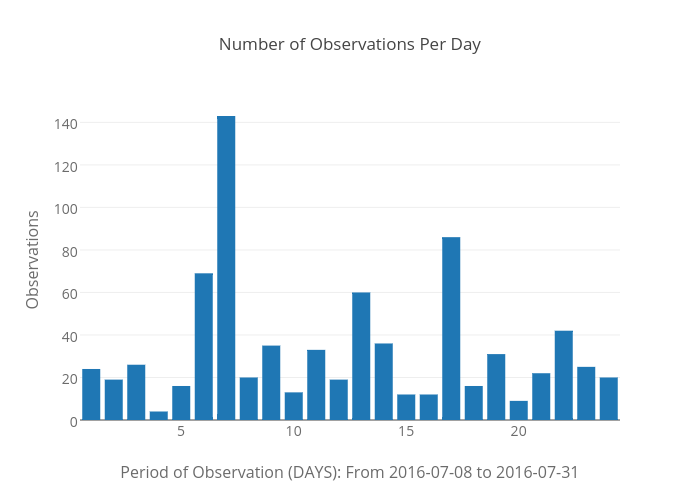 Number of Observations Per Day
140
120
100
80
60
40
20
0
Observations
5 10 15 20
Period of Observation (DAYS): From 2016-07-08 to 2016-07-31